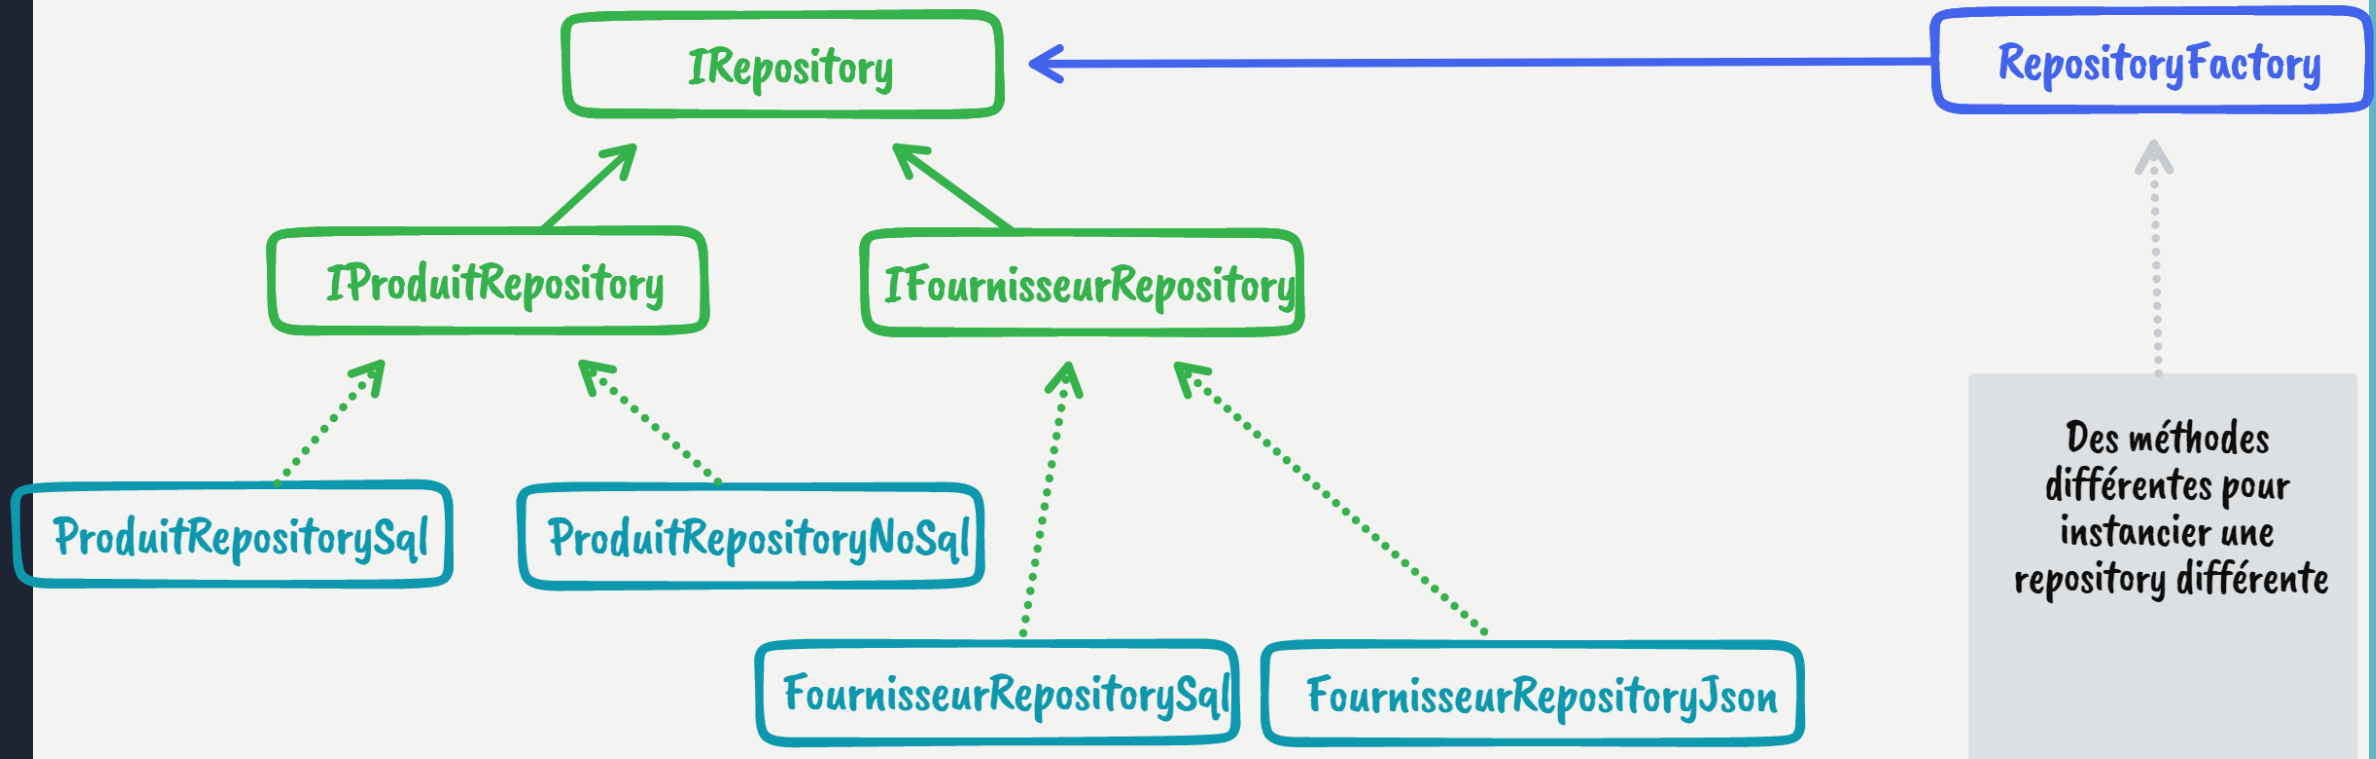 IRepository
RepositoryFactory
IProduitRepository
IFournisseurRepository
ProduitRepositorySql
ProduitRepositoryNoSql
FournisseurRepositorySql
FournisseurRepositoryJson
Des méthodes
différentes pour
instancier une
repository différente